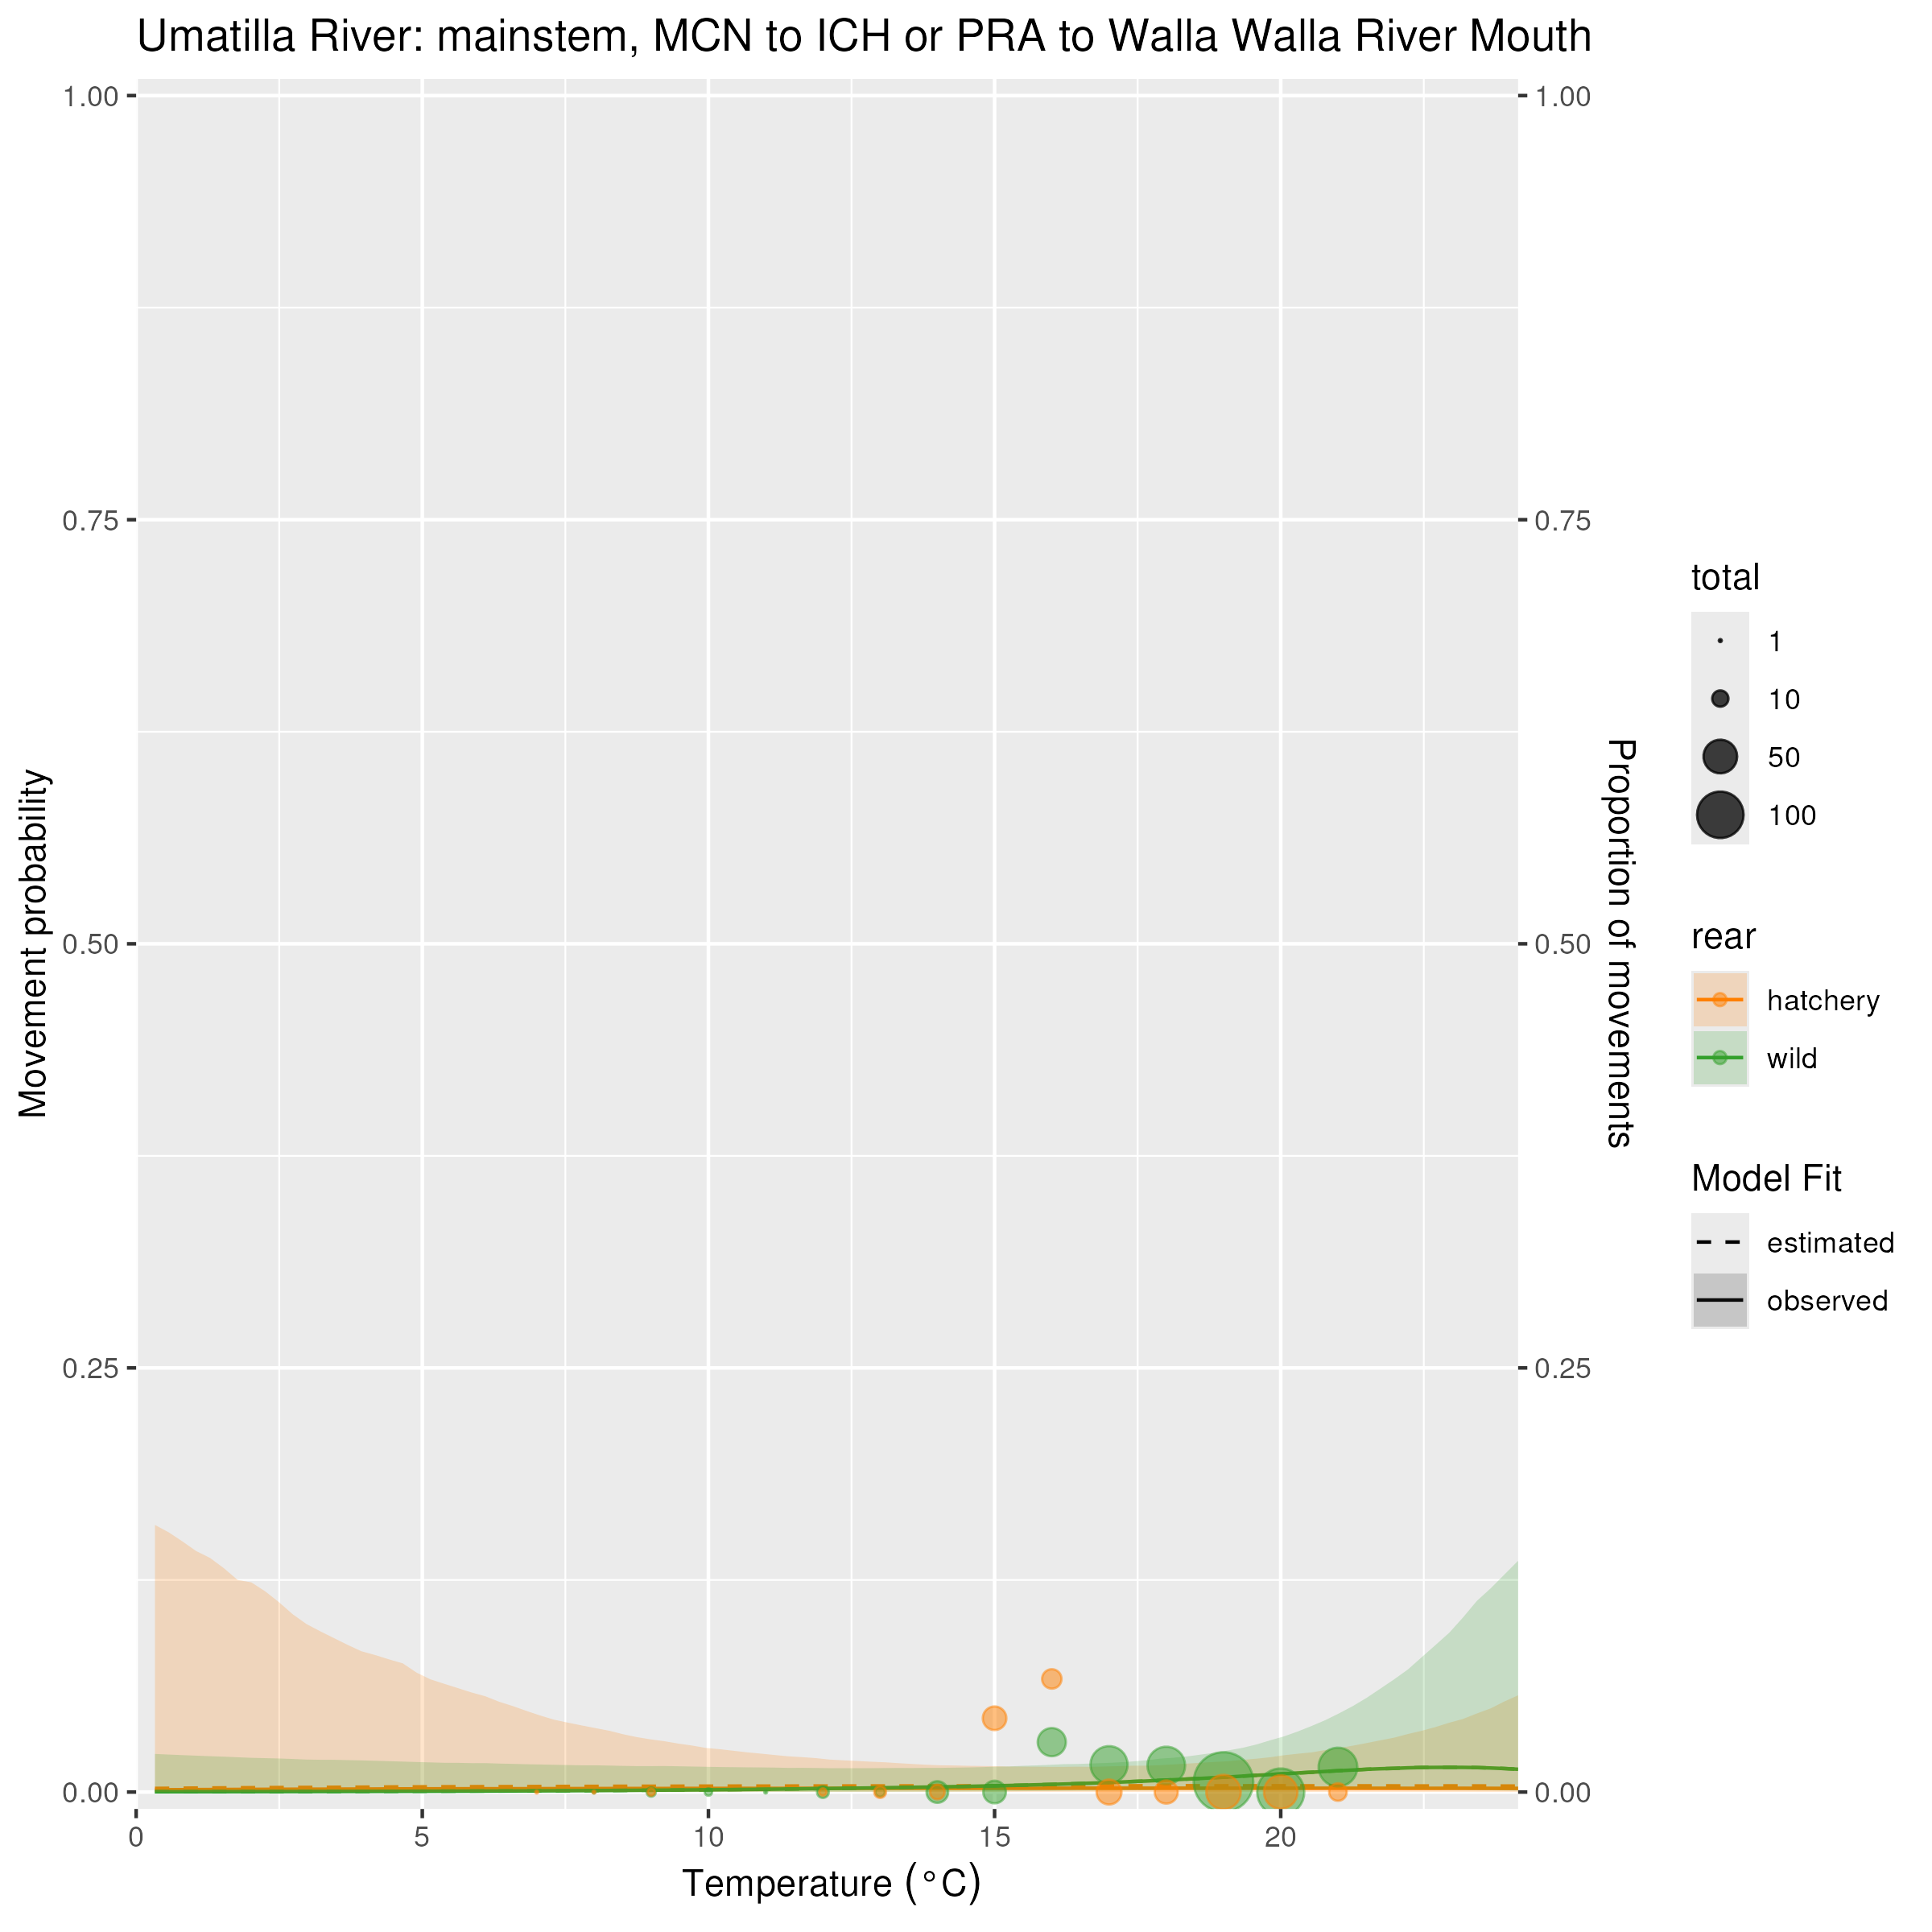 Umatilla River: mainstem, MCN to ICH or PRA to Walla Walla River Mouth
Movement probability
1.00
0.75
0.50
0.25
0.00
0
5
10
15
20
Temperature (°C)
1.00
0.75
0.50
0.25
0.00
Proportion of movements
total
1
10
50
100
rear
hatchery
wild
Model Fit
estimated
observed